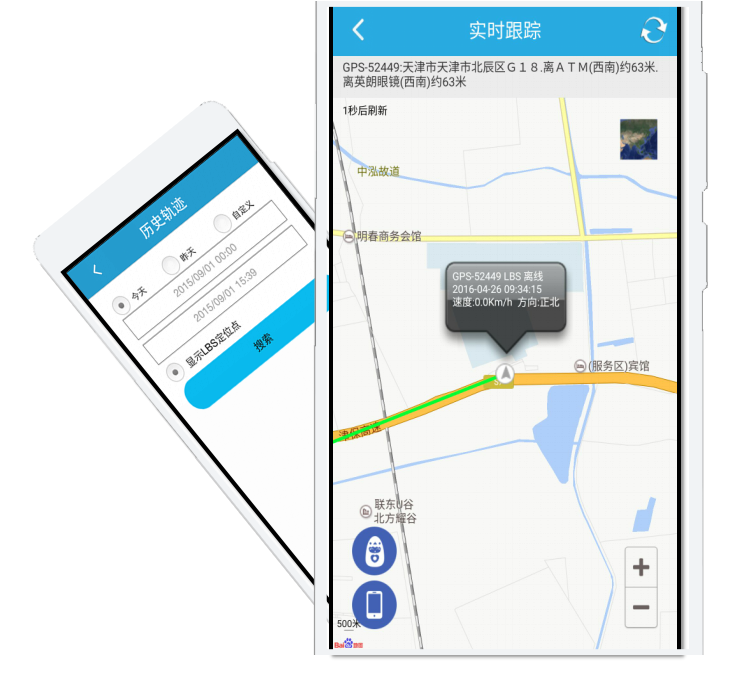 历史轨迹
今天
昨天
自定义
2015/09/01 00:00
2015/09/01 15:39
显示LBS定位点
搜索
实时跟踪
GPS-52449:天津市天津市北辰区G18.离ATM(西南)约63米.
离英朗眼镜(西南)约63米
1秒后刷新
中泓故道
明春商务会馆
GPS-52449 LBS 离线
2016-04-26 09:34:15
速度:0.0Km/h 方向:正北
(服务区)宾馆
津保高速
联东U谷
北方耀谷
500米
Bai 地图